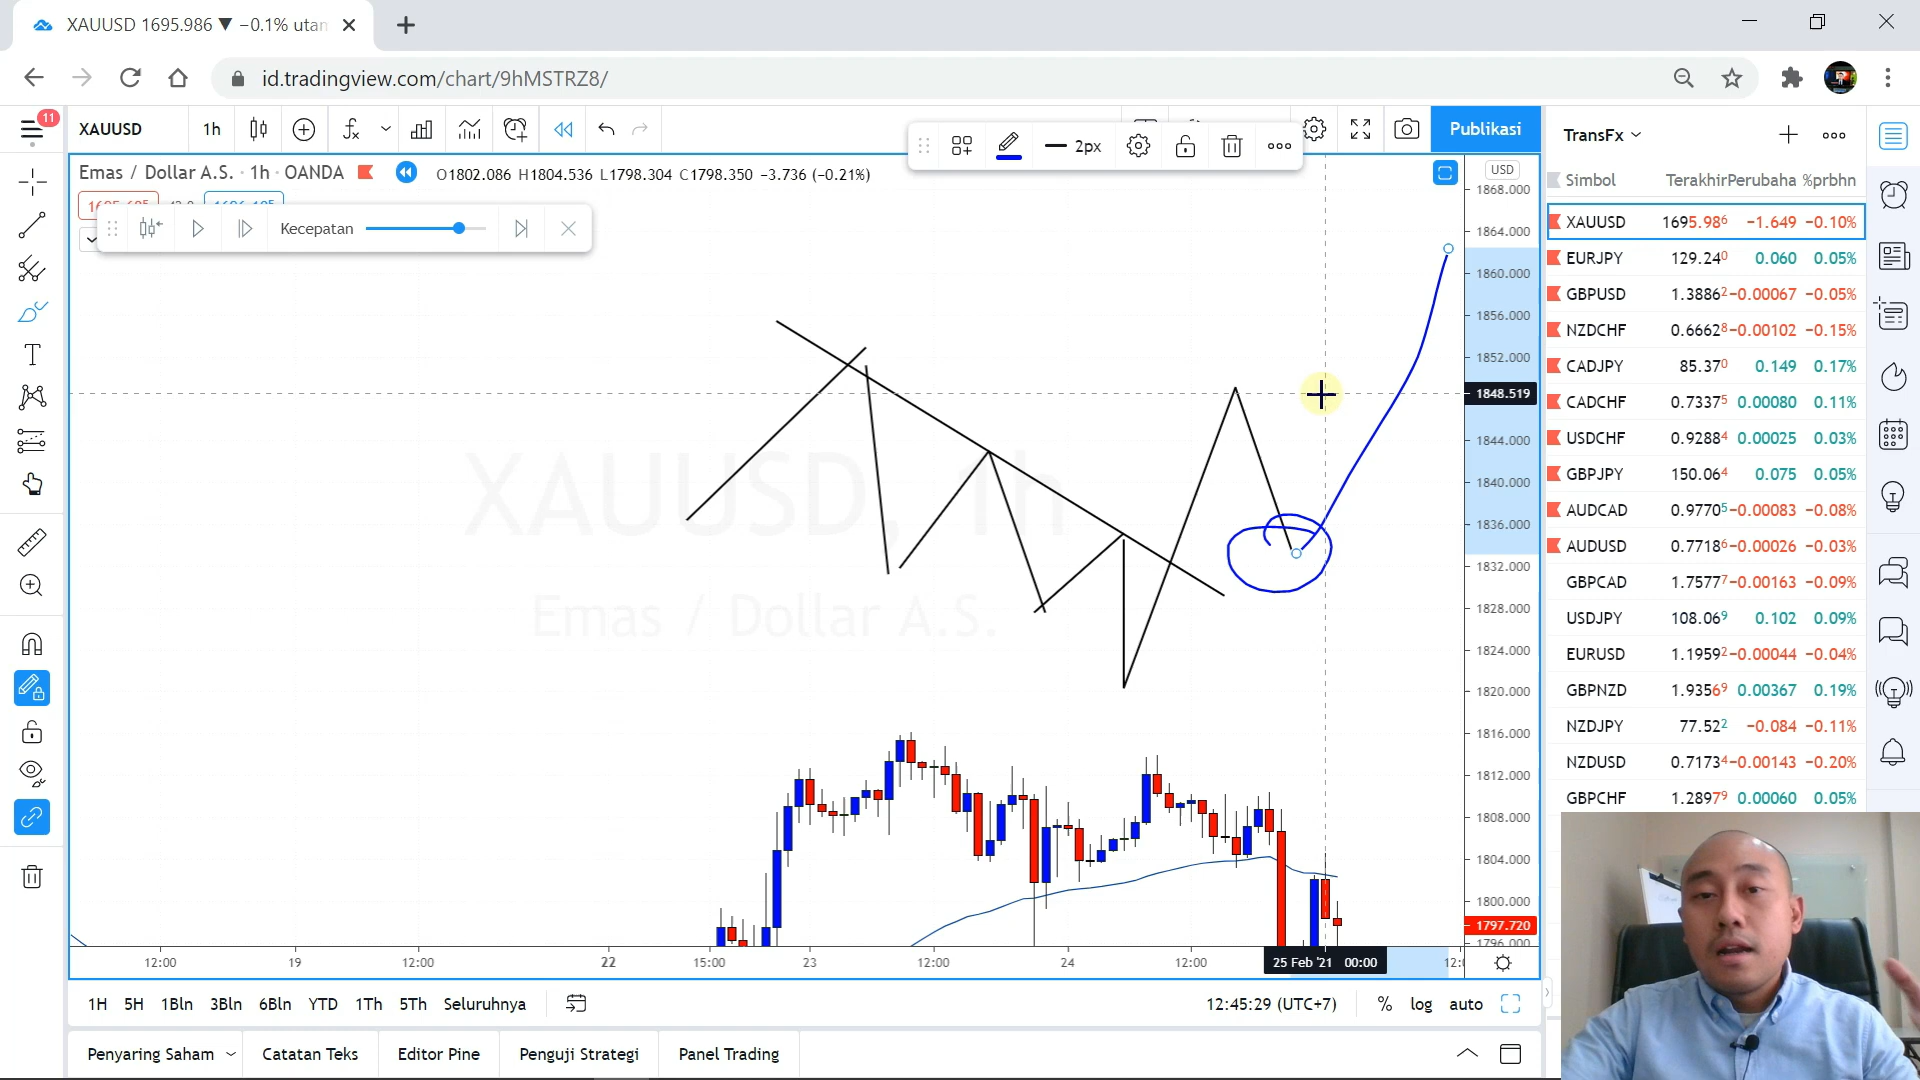 XAUUSD 1695.986 ▼ −0.1% utan
id.tradingview.com/chart/9hMSTRZ8/
11
XAUUSD
1h
2px
Publikasi
TransFx
Emas / Dollar A.S. · 1h · OANDA
O1802.086 H1804.536 L1798.304 C1798.350 −3.736 (−0.21%)
Kecepatan
USD
1868.000
1864.000
1860.000
1856.000
1852.000
1848.519
1844.000
1840.000
1836.000
1832.000
1828.000
1824.000
1820.000
1816.000
1812.000
1808.000
1804.000
1800.000
1797.720
1796.000
XAUUSD, 1h
Emas / Dollar A.S.
12:00
19
12:00
22
15:00
23
12:00
24
12:00
25 Feb '21 00:00
1H 5H 1Bln 3Bln 6Bln YTD 1Th 5Th Seluruhnya
12:45:29 (UTC+7)
% log auto
Penyaring Saham
Catatan Teks
Editor Pine
Penguji Strategi
Panel Trading
Simbol Terakhir Perubaha %prbhn
XAUUSD 1695.986 −1.649 −0.10%
EURJPY 129.240 0.060 0.05%
GBPUSD 1.38862 −0.00067 −0.05%
NZDCHF 0.66628 −0.00102 −0.15%
CADJPY 85.370 0.149 0.17%
CADCHF 0.73375 0.00080 0.11%
USDCHF 0.92884 0.00025 0.03%
GBPJPY 150.064 0.075 0.05%
AUDCAD 0.97705 −0.00083 −0.08%
AUDUSD 0.77186 −0.00026 −0.03%
GBPCAD 1.75777 −0.00163 −0.09%
USDJPY 108.069 0.102 0.09%
EURUSD 1.19592 −0.00044 −0.04%
GBPNZD 1.93569 0.00367 0.19%
NZDJPY 77.522 −0.084 −0.11%
NZDUSD 0.71734 −0.00143 −0.20%
GBPCHF 1.28979 0.00060 0.05%